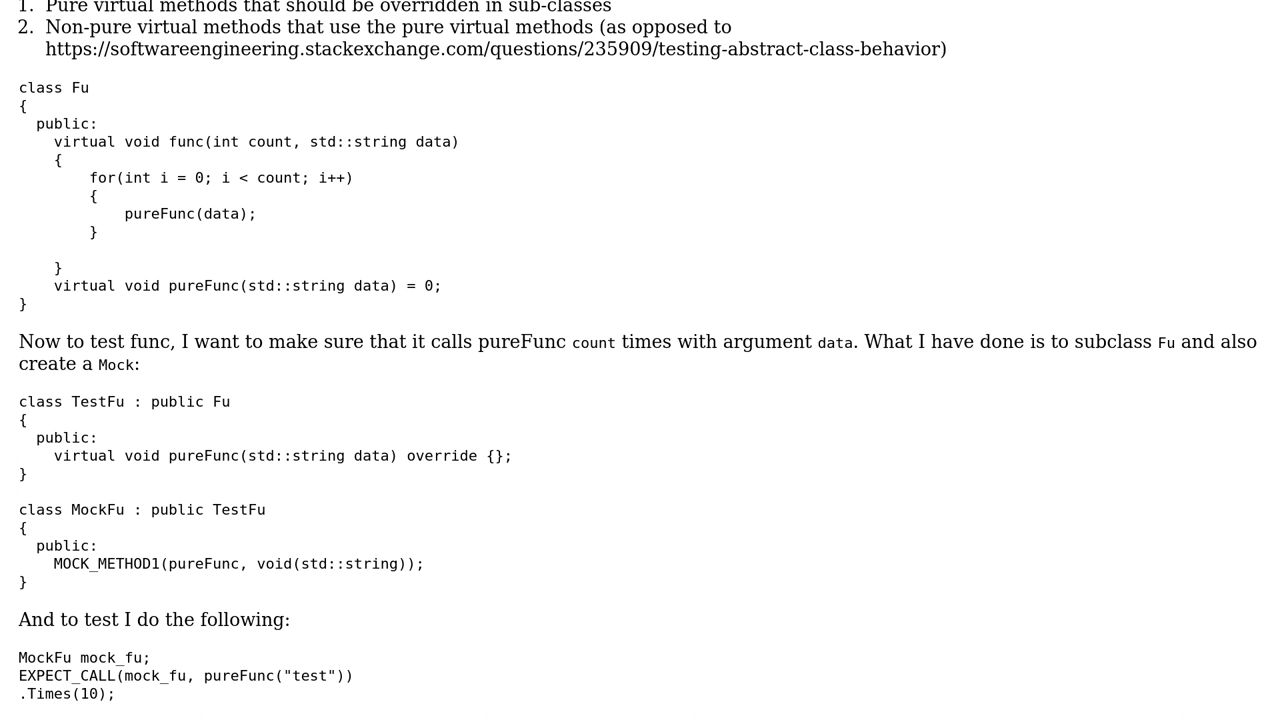 1. Pure virtual methods that should be overridden in sub-classes
2. Non-pure virtual methods that use the pure virtual methods (as opposed to
https://softwareengineering.stackexchange.com/questions/235909/testing-abstract-class-behavior)
class Fu
{
  public:
    virtual void func(int count, std::string data)
    {
        for(int i = 0; i < count; i++)
        {
            pureFunc(data);
        }

    }
    virtual void pureFunc(std::string data) = 0;
}
Now to test func, I want to make sure that it calls pureFunc count times with argument data. What I have done is to subclass Fu and also
create a Mock:
class TestFu : public Fu
{
  public:
    virtual void pureFunc(std::string data) override {};
}

class MockFu : public TestFu
{
  public:
    MOCK_METHOD1(pureFunc, void(std::string));
}
And to test I do the following:
MockFu mock_fu;
EXPECT_CALL(mock_fu, pureFunc("test"))
.Times(10);